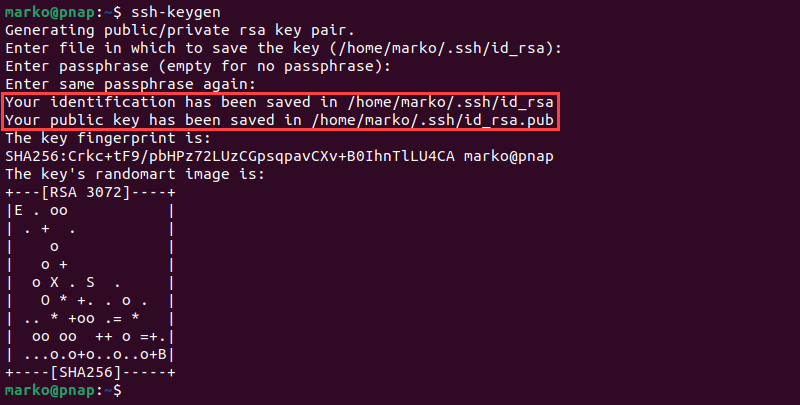 marko@pnap:~$ ssh-keygen
Generating public/private rsa key pair.
Enter file in which to save the key (/home/marko/.ssh/id_rsa):
Enter passphrase (empty for no passphrase):
Enter same passphrase again:
Your identification has been saved in /home/marko/.ssh/id_rsa
Your public key has been saved in /home/marko/.ssh/id_rsa.pub
The key fingerprint is:
SHA256:Crkc+tF9/pbHPz72LUzCGpsqpavCXv+B0IhnTlLU4CA marko@pnap
The key's randomart image is:
+---[RSA 3072]----+
|E . oo           |
| . +  .          |
|    o            |
|   o +           |
|  o X . S  .     |
|   O * +. . o .  |
| .. * +oo .= *   |
|  oo oo  ++ o =+.|
| ...o.o+o..o..o+B|
+----[SHA256]-----+
marko@pnap:~$